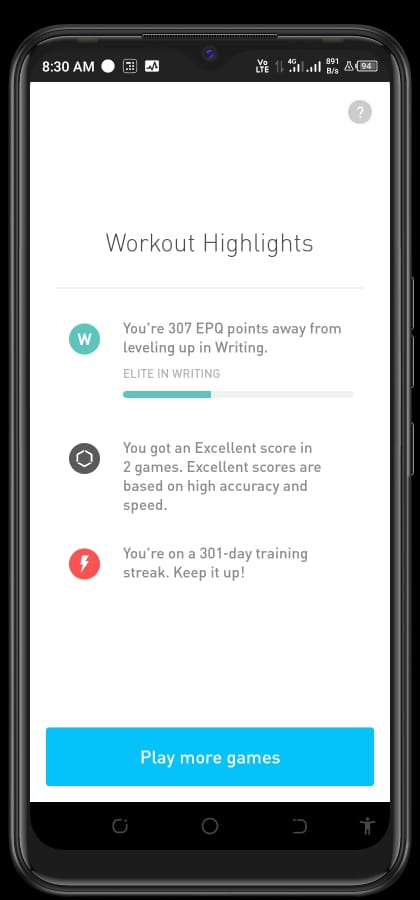 8:30 AM
Vo LTE 4G 891 B/s 94
?
Workout Highlights
W
You're 307 EPQ points away from
leveling up in Writing.
ELITE IN WRITING
You got an Excellent score in
2 games. Excellent scores are
based on high accuracy and
speed.
You're on a 301-day training
streak. Keep it up!
Play more games